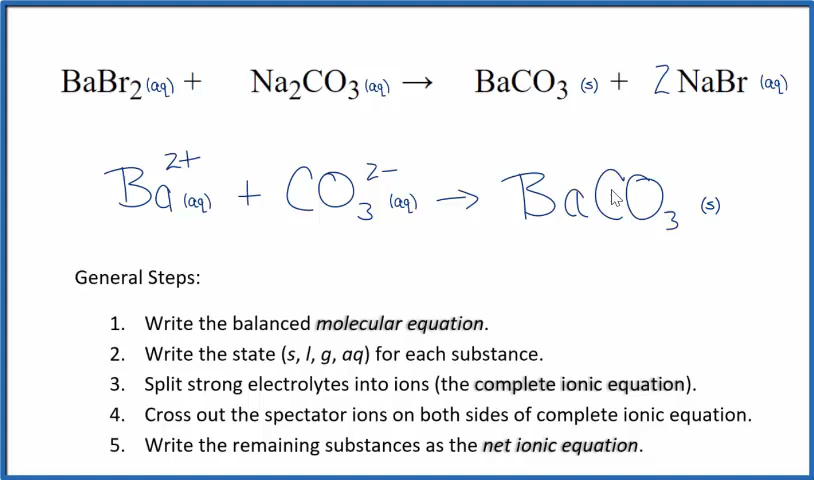 BaBr₂ (aq) + Na₂CO₃ (aq) → BaCO₃ (s) + 2 NaBr (aq)
Ba²⁺ (aq) + CO₃²⁻ (aq) → BaCO₃ (s)
General Steps:
1. Write the balanced molecular equation.
2. Write the state (s, l, g, aq) for each substance.
3. Split strong electrolytes into ions (the complete ionic equation).
4. Cross out the spectator ions on both sides of complete ionic equation.
5. Write the remaining substances as the net ionic equation.